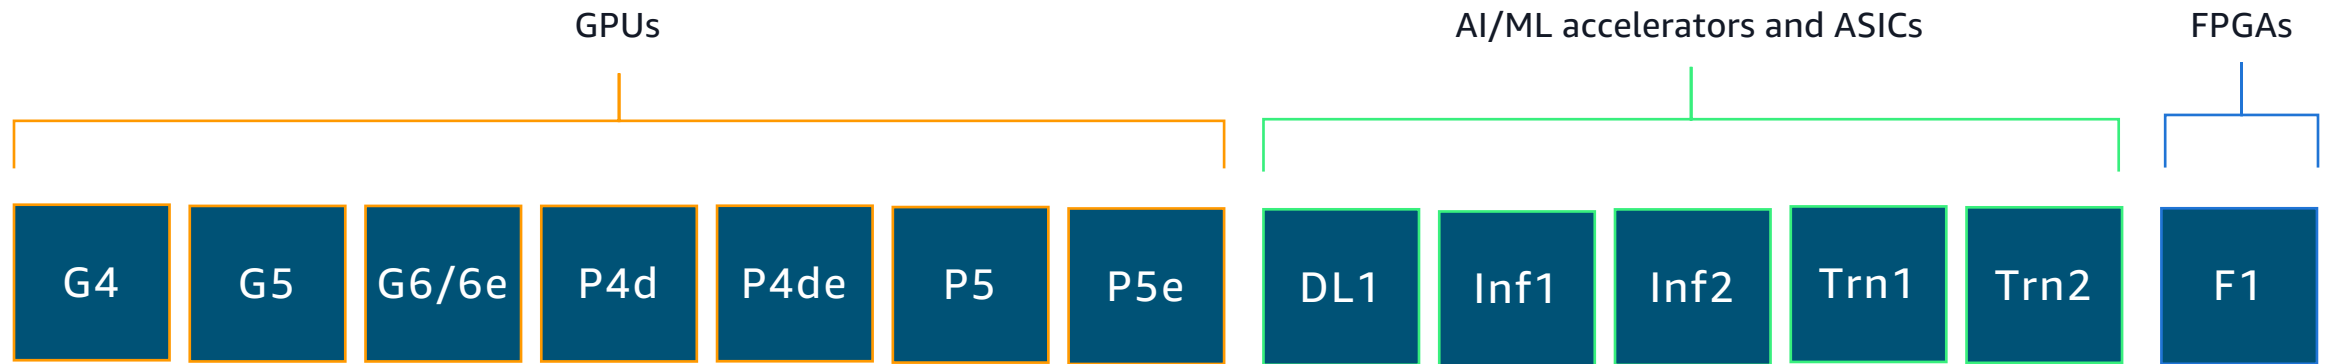 GPUs
AI/ML accelerators and ASICs
FPGAs
G4
G5
G6/6e
P4d
P4de
P5
P5e
DL1
Inf1
Inf2
Trn1
Trn2
F1